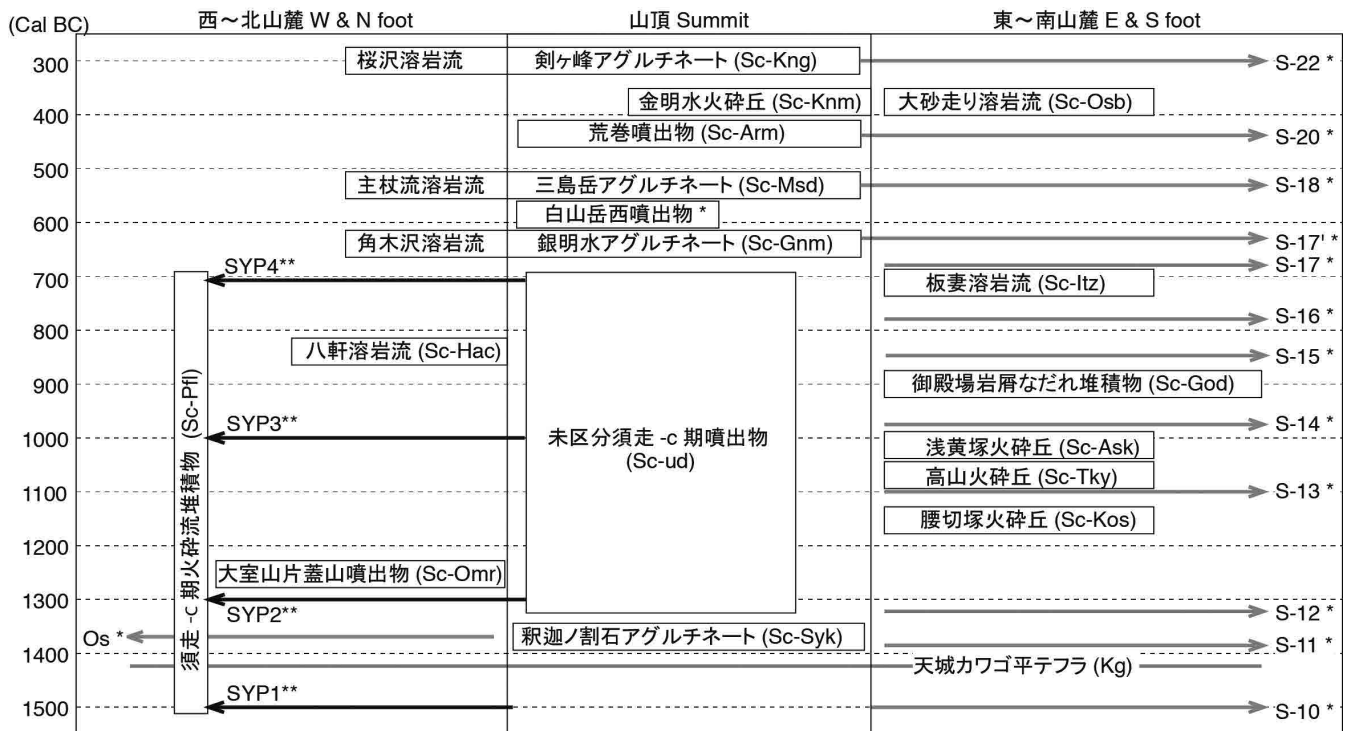 (Cal BC)
西~北山麓 W & N foot
山頂 Summit
東~南山麓 E & S foot
300
桜沢溶岩流
剣ヶ峰アグルチネート (Sc-Kng)
S-22 *
金明水火砕丘 (Sc-Knm)
大砂走り溶岩流 (Sc-Osb)
400
荒巻噴出物 (Sc-Arm)
S-20 *
500
主杖流溶岩流
三島岳アグルチネート (Sc-Msd)
S-18 *
600
白山岳西噴出物 *
角木沢溶岩流
銀明水アグルチネート (Sc-Gnm)
S-17' *
S-17 *
700
SYP4**
板妻溶岩流 (Sc-Itz)
S-16 *
800
八軒溶岩流 (Sc-Hac)
S-15 *
900
御殿場岩屑なだれ堆積物 (Sc-God)
須走 -c 期火砕流堆積物 (Sc-Pfl)
SYP3**
S-14 *
1000
未区分須走 -c 期噴出物
(Sc-ud)
浅黄塚火砕丘 (Sc-Ask)
高山火砕丘 (Sc-Tky)
1100
S-13 *
腰切塚火砕丘 (Sc-Kos)
1200
大室山片蓋山噴出物 (Sc-Omr)
1300
SYP2**
S-12 *
Os *
釈迦ノ割石アグルチネート (Sc-Syk)
S-11 *
1400
天城カワゴ平テフラ (Kg)
SYP1**
1500
S-10 *